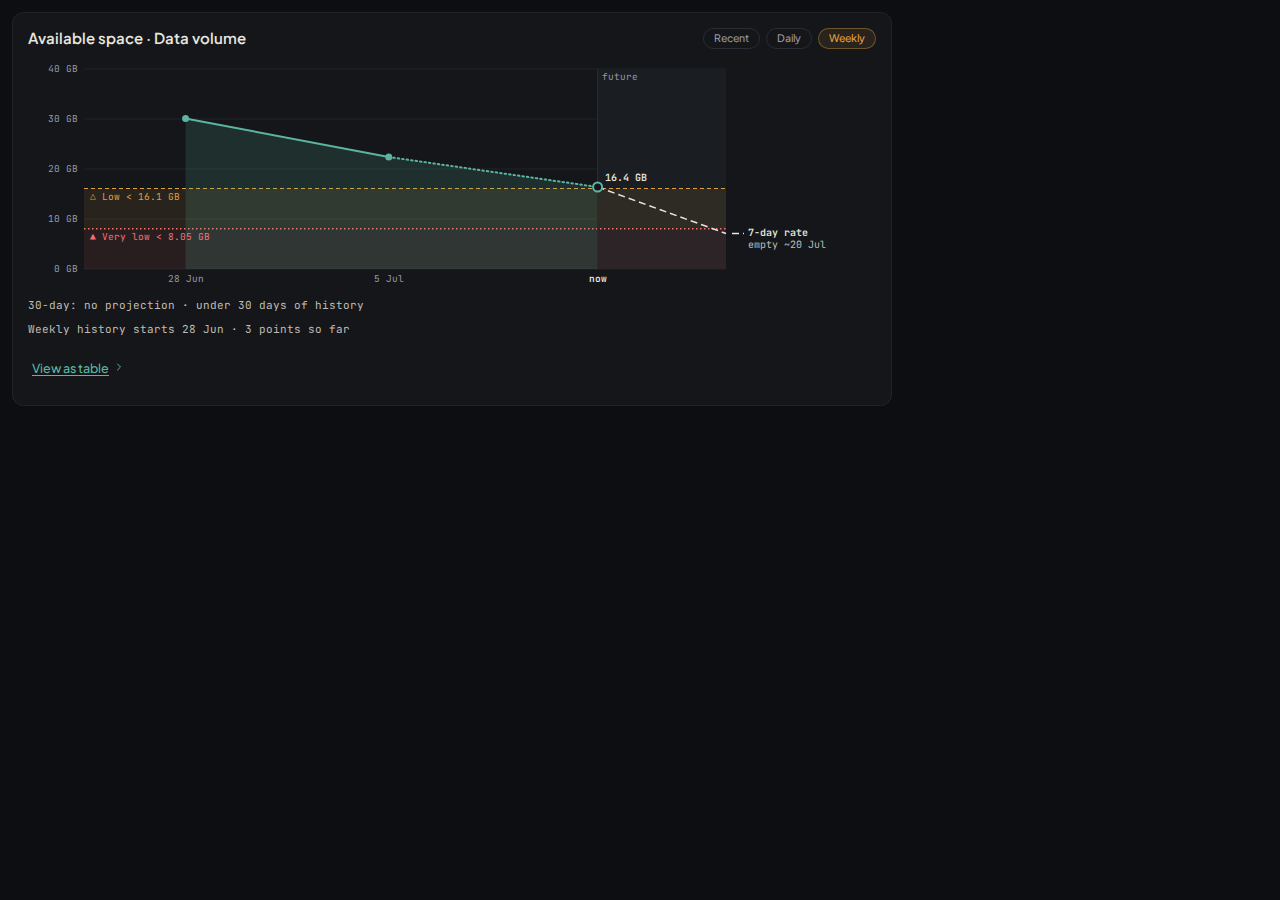 Available space · Data volume
Recent
Daily
Weekly
40 GB
future
30 GB
20 GB
16.4 GB
△ Low < 16.1 GB
10 GB
▲ Very low < 8.05 GB
7-day rate
empty ~20 Jul
0 GB
28 Jun
5 Jul
now
30-day: no projection · under 30 days of history
Weekly history starts 28 Jun · 3 points so far
View as table